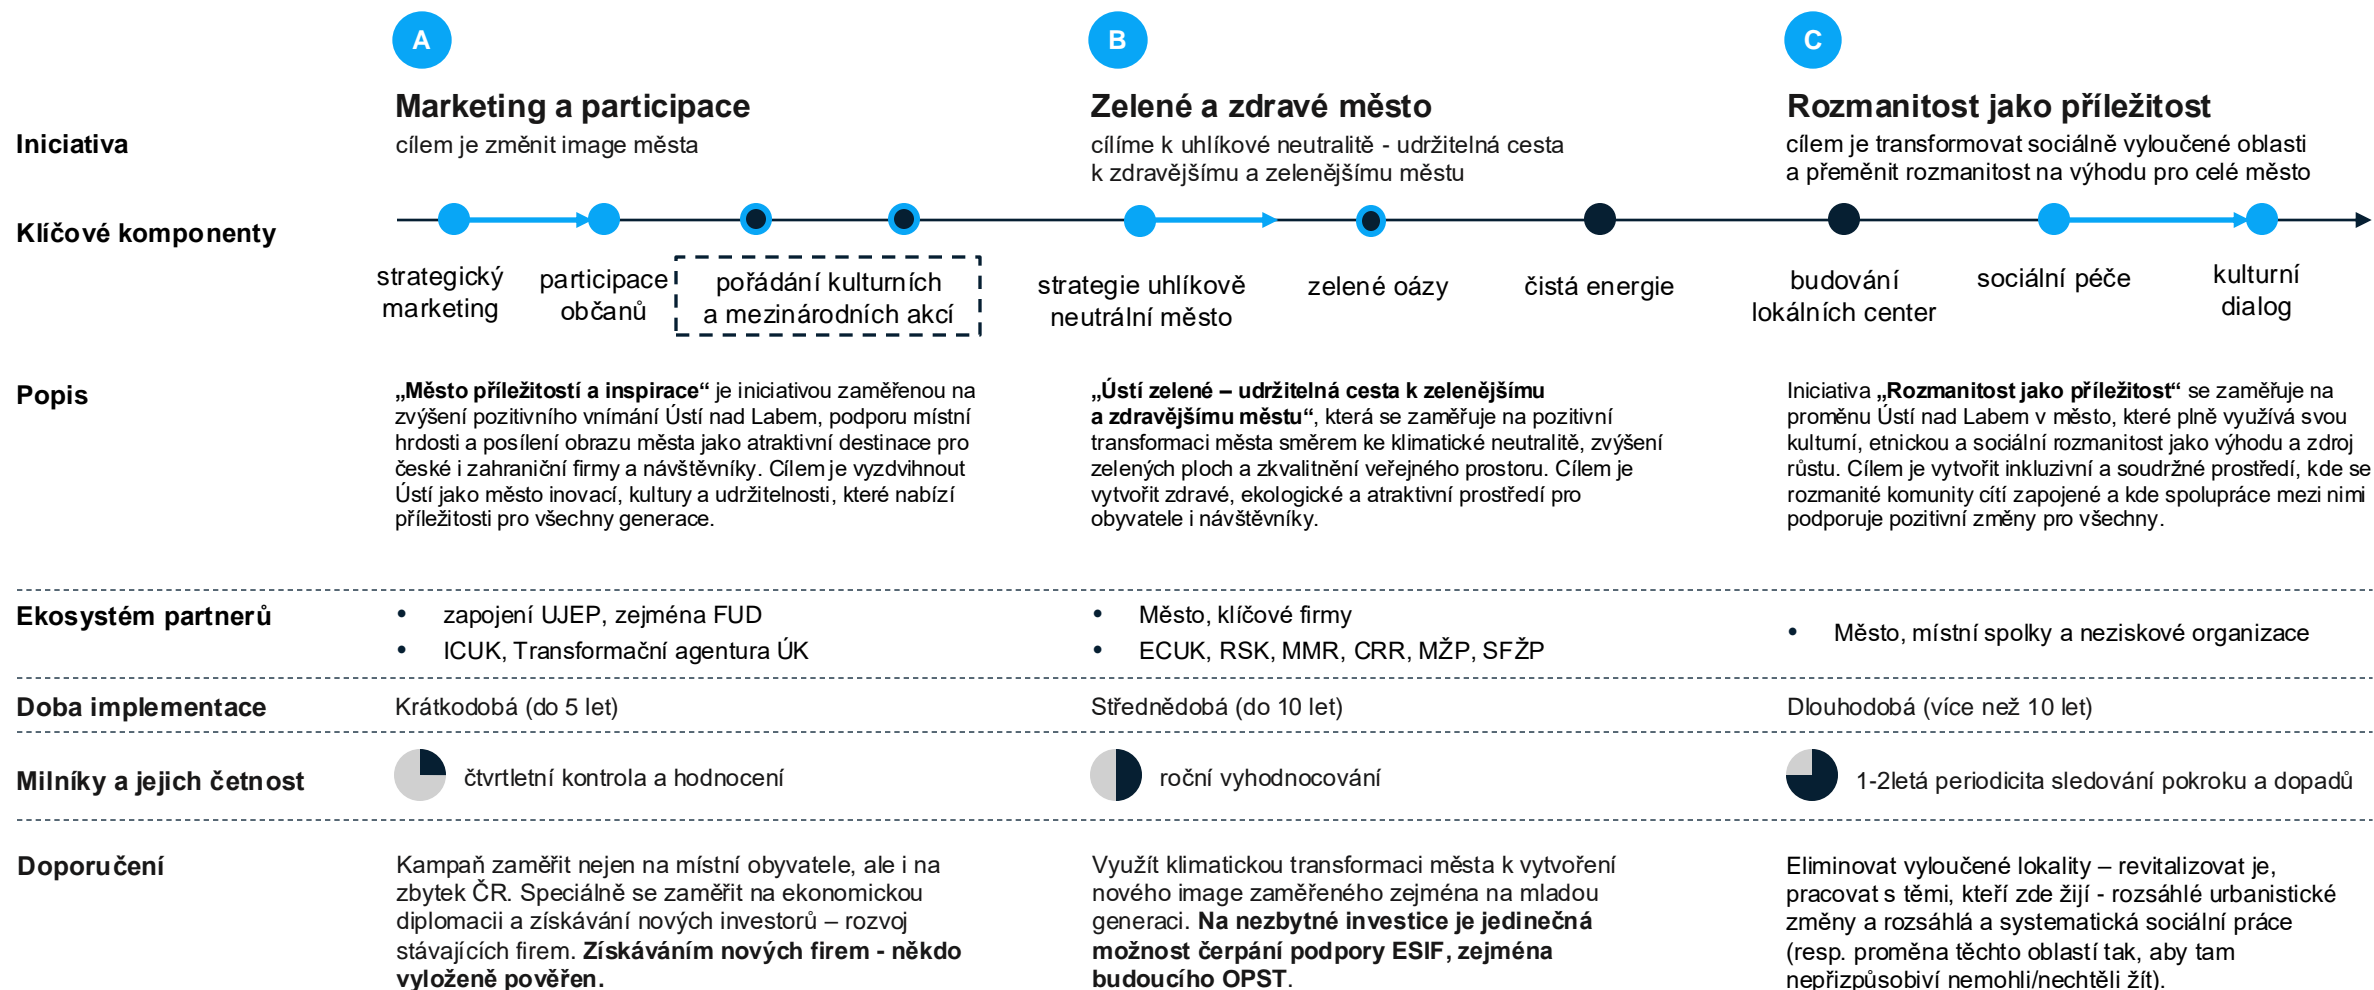 A
B
C
Iniciativa
Marketing a participace
cílem je změnit image města
Zelené a zdravé město
cílíme k uhlíkové neutralitě - udržitelná cesta
k zdravějšímu a zelenějšímu městu
Rozmanitost jako příležitost
cílem je transformovat sociálně vyloučené oblasti
a přeměnit rozmanitost na výhodu pro celé město
Klíčové komponenty
strategický
marketing
participace
občanů
pořádání kulturních
a mezinárodních akcí
strategie uhlíkově
neutrální město
zelené oázy
čistá energie
budování
lokálních center
sociální péče
kulturní
dialog
Popis
„Město příležitostí a inspirace“ je iniciativou zaměřenou na
zvýšení pozitivního vnímání Ústí nad Labem, podporu místní
hrdosti a posílení obrazu města jako atraktivní destinace pro
české i zahraniční firmy a návštěvníky. Cílem je vyzdvihnout
Ústí jako město inovací, kultury a udržitelnosti, které nabízí
příležitosti pro všechny generace.
„Ústí zelené – udržitelná cesta k zelenějšímu
a zdravějšímu městu“, která se zaměřuje na pozitivní
transformaci města směrem ke klimatické neutralitě, zvýšení
zelených ploch a zkvalitnění veřejného prostoru. Cílem je
vytvořit zdravé, ekologické a atraktivní prostředí pro
obyvatele i návštěvníky.
Iniciativa „Rozmanitost jako příležitost“ se zaměřuje na
proměnu Ústí nad Labem v město, které plně využívá svou
kulturní, etnickou a sociální rozmanitost jako výhodu a zdroj
růstu. Cílem je vytvořit inkluzivní a soudržné prostředí, kde se
rozmanité komunity cítí zapojené a kde spolupráce mezi nimi
podporuje pozitivní změny pro všechny.
Ekosystém partnerů
• zapojení UJEP, zejména FUD
• ICUK, Transformační agentura ÚK
• Město, klíčové firmy
• ECUK, RSK, MMR, CRR, MŽP, SFŽP
• Město, místní spolky a neziskové organizace
Doba implementace
Krátkodobá (do 5 let)
Střednědobá (do 10 let)
Dlouhodobá (více než 10 let)
Milníky a jejich četnost
čtvrtletní kontrola a hodnocení
roční vyhodnocování
1-2letá periodicita sledování pokroku a dopadů
Doporučení
Kampaň zaměřit nejen na místní obyvatele, ale i na
zbytek ČR. Speciálně se zaměřit na ekonomickou
diplomacii a získávání nových investorů – rozvoj
stávajících firem. Získáváním nových firem - někdo
vyloženě pověřen.
Využít klimatickou transformaci města k vytvoření
nového image zaměřeného zejména na mladou
generaci. Na nezbytné investice je jedinečná
možnost čerpání podpory ESIF, zejména
budoucího OPST.
Eliminovat vyloučené lokality – revitalizovat je,
pracovat s těmi, kteří zde žijí - rozsáhlé urbanistické
změny a rozsáhlá a systematická sociální práce
(resp. proměna těchto oblastí tak, aby tam
nepřizpůsobiví nemohli/nechtěli žít).